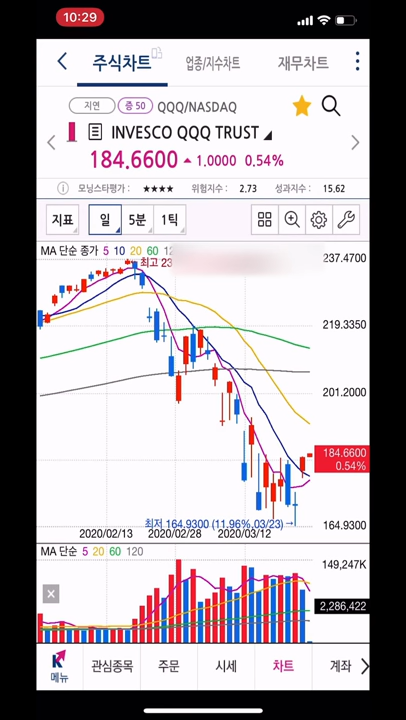 10:29
주식차트 업종/지수차트 재무차트
지연 증 50 QQQ/NASDAQ
INVESCO QQQ TRUST
184.6600 1.0000 0.54%
모닝스타평가 : ★★★★ 위험지수 : 2.73 성과지수 : 15.62
지표 일 5분 1틱
MA 단순 종가 5 10 20 60 12
최고 23
237.4700
219.3350
201.2000
184.6600
0.54%
최저 164.9300 (11.96%,03/23)→
164.9300
2020/02/13 2020/02/28 2020/03/12
MA 단순 5 20 60 120
149,247K
2,286,422
K
메뉴 관심종목 주문 시세 차트 계좌